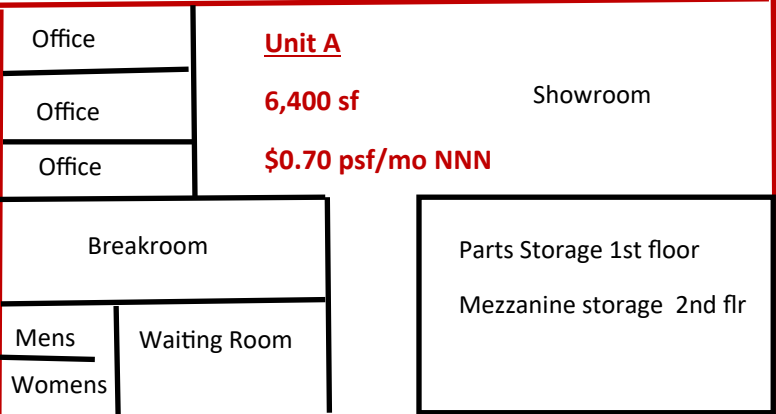 Office
Unit A
6,400 sf
Showroom
Office
$0.70 psf/mo NNN
Office
Breakroom
Parts Storage 1st floor
Mezzanine storage  2nd flr
Mens
Waiting Room
Womens